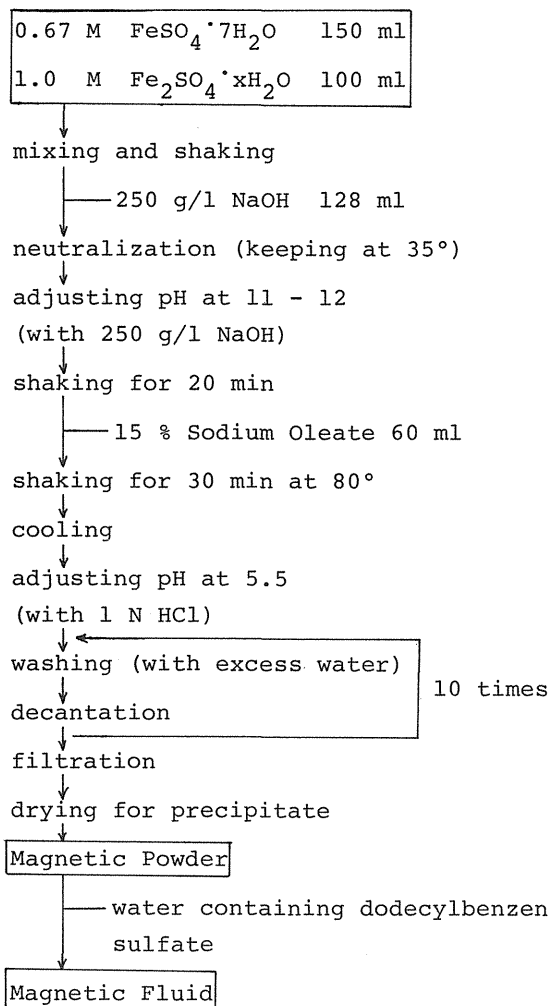 0.67 M FeSO4·7H2O 150 ml
1.0 M Fe2SO4·xH2O 100 ml
mixing and shaking
250 g/l NaOH 128 ml
neutralization (keeping at 35°)
adjusting pH at 11 - 12
(with 250 g/l NaOH)
shaking for 20 min
15 % Sodium Oleate 60 ml
shaking for 30 min at 80°
cooling
adjusting pH at 5.5
(with 1 N HCl)
washing (with excess water)
10 times
decantation
filtration
drying for precipitate
Magnetic Powder
water containing dodecylbenzen
sulfate
Magnetic Fluid